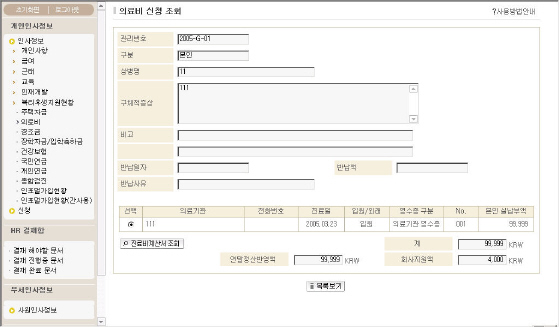 초기화면 로그아웃
개인인사정보
인사정보
개인사항
급여
근태
교육
인재개발
복리후생지원현황
주택자금
의료비
경조금
장학자금/입학축하금
건강보험
국민연금
개인연금
종합검진
인포멀가입현황
인포멀가입현황(간사용)
신청
HR 결재함
결재 해야할 문서
결재 진행중 문서
결재 완료 문서
부서인사정보
사원인사정보
의료비 신청 조회
?사용방법안내
관리번호 2005-G-01
구분 본인
상병명 11
구체적증상 111
비고
반납원자 반납액
반납사유
선택 의료기관 전화번호 진료일 입원/외래 영수증 구분 No. 본인 실납부액
111 2005.09.23 입원 의료기관 영수증 001 99,999
진료비계산서 조회
계 99,999 KRW
연말정산반영액 99,999 KRW 회사지원액 4,000 KRW
목록보기